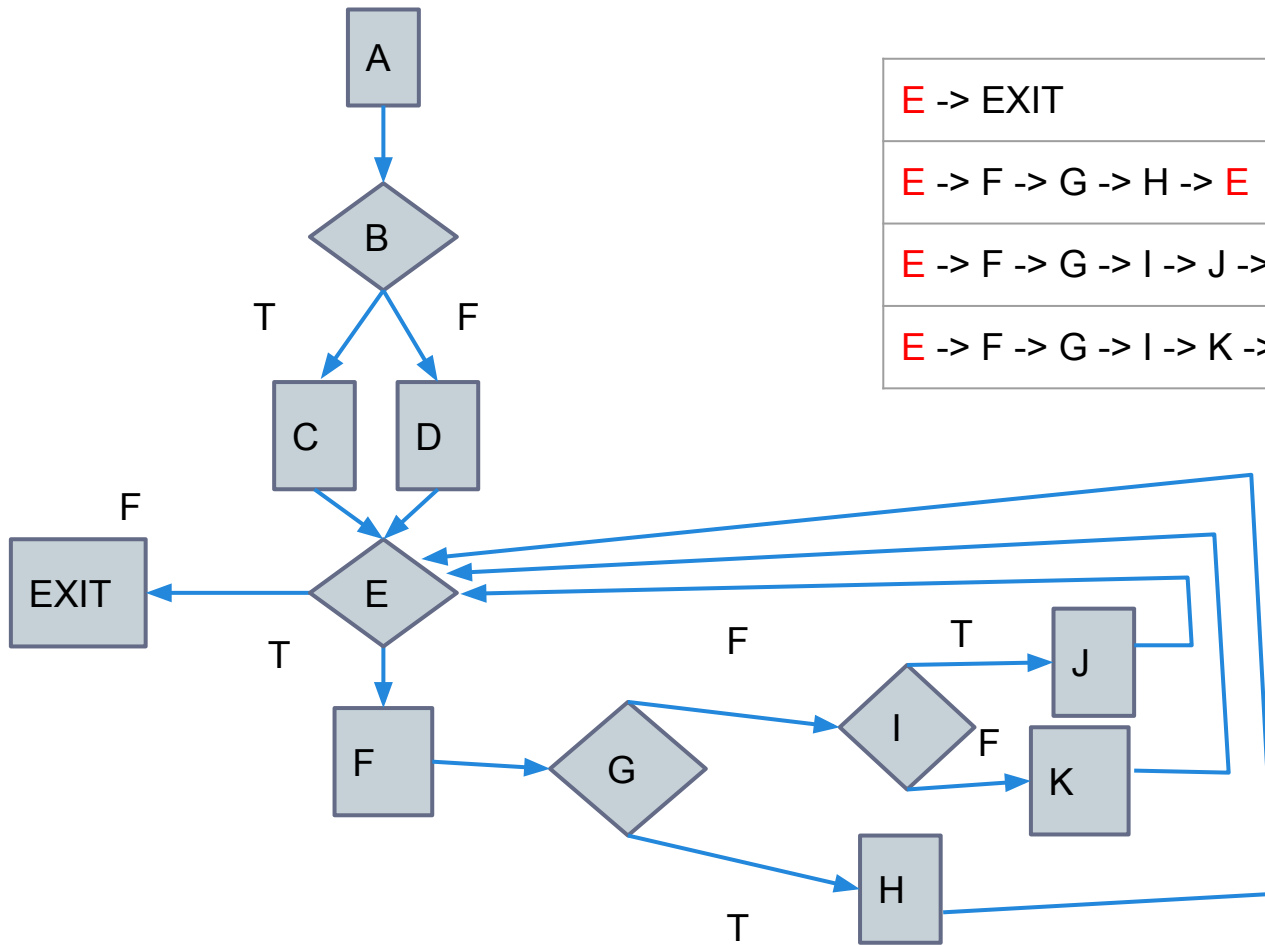 A
E -> EXIT
E -> F -> G -> H -> E
E -> F -> G -> I -> J ->
E -> F -> G -> I -> K ->
B
T
F
C
D
F
EXIT
E
T
F
T
J
F
I
F
G
K
H
T